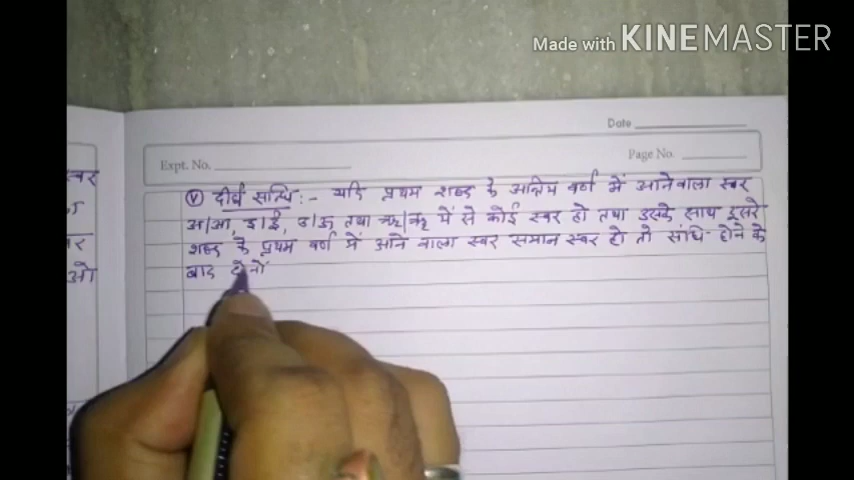 Made with KINEMASTER
Date
Expt. No.
Page No.
स्वर
र
ओ
(v) दीर्घ सन्धि :- यदि प्रथम शब्द के अन्तिम वर्ण में आनेवाला स्वर
अ/आ, इ/ई, उ/ऊ तथा ऋ/ऋ में से कोई स्वर हो तथा उसके साथ दूसरे
शब्द के प्रथम वर्ण में आने वाला स्वर समान स्वर हो तो संधि होने के
बाद दोनों